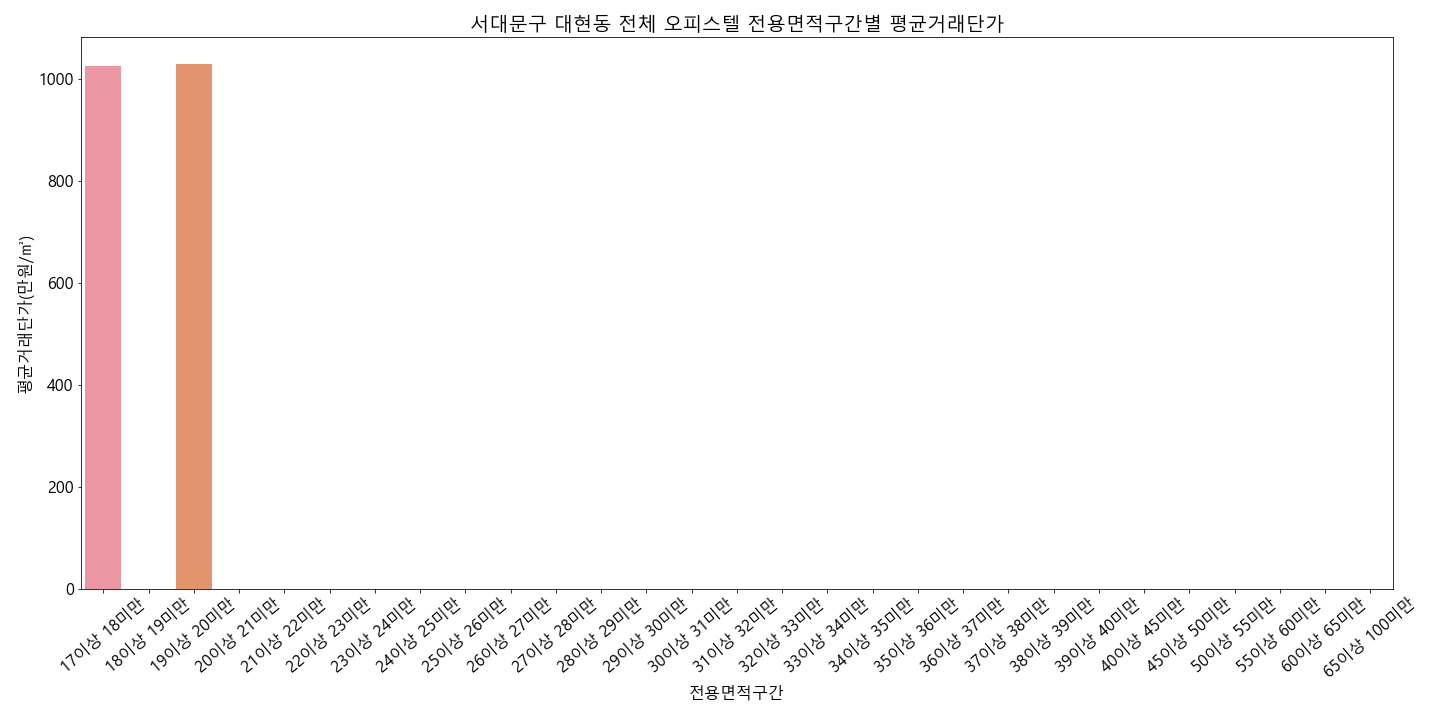 서대문구 대현동 전체 오피스텔 전용면적구간별 평균거래단가
평균거래단가(만원/㎡)
1000
800
600
400
200
0
17이상 18미만
18이상 19미만
19이상 20미만
20이상 21미만
21이상 22미만
22이상 23미만
23이상 24미만
24이상 25미만
25이상 26미만
26이상 27미만
27이상 28미만
28이상 29미만
29이상 30미만
30이상 31미만
31이상 32미만
32이상 33미만
33이상 34미만
34이상 35미만
35이상 36미만
36이상 37미만
37이상 38미만
38이상 39미만
39이상 40미만
40이상 45미만
45이상 50미만
50이상 55미만
55이상 60미만
60이상 65미만
65이상 100미만
전용면적구간